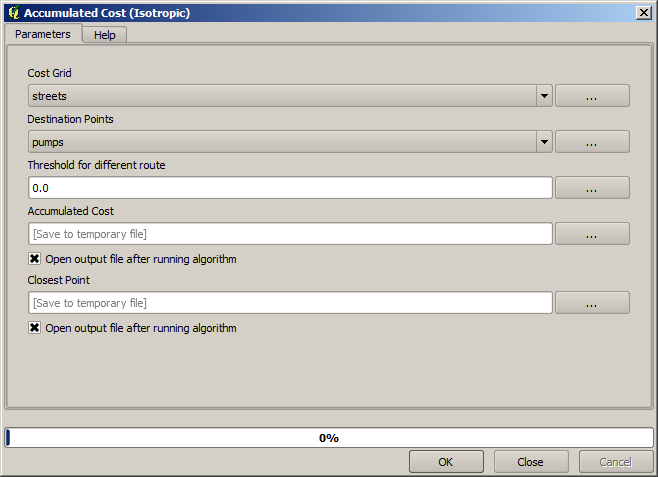 Accumulated Cost (Isotropic)
Parameters Help
Cost Grid
streets ...
Destination Points
pumps ...
Threshold for different route
0.0 ...
Accumulated Cost
[Save to temporary file] ...
Open output file after running algorithm
Closest Point
[Save to temporary file] ...
Open output file after running algorithm
0%
OK Close Cancel